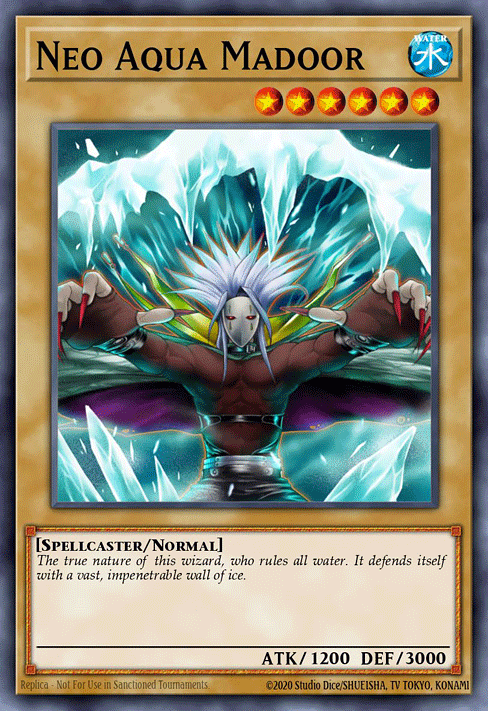 Neo Aqua Madoor
WATER
水
[Spellcaster/Normal]
The true nature of this wizard, who rules all water. It defends itself
with a vast, impenetrable wall of ice.
ATK/1200 DEF/3000
Replica - Not For Use in Sanctioned Tournaments
©2020 Studio Dice/SHUEISHA, TV TOKYO, KONAMI